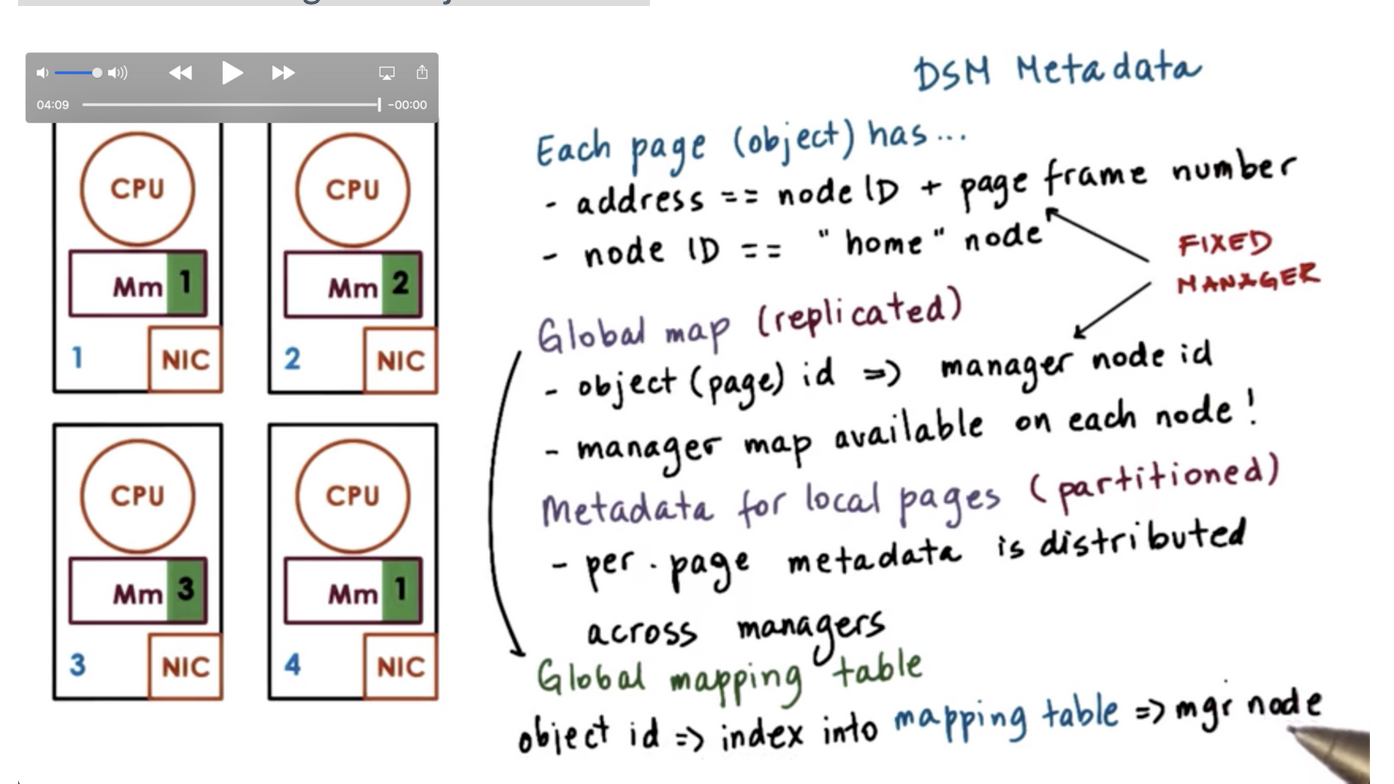 04:09
-00:00
CPU
Mm 1
1 NIC
CPU
Mm 2
2 NIC
CPU
Mm 3
3 NIC
CPU
Mm 1
4 NIC
DSM Metadata
Each page (object) has...
- address == node ID + page frame number
- node ID == "home" node
FIXED
MANAGER
Global map (replicated)
- object (page) id => manager node id
- manager map available on each node!
Metadata for local pages (partitioned)
- per-page metadata is distributed
across managers
Global mapping table
object id => index into mapping table => mgr node